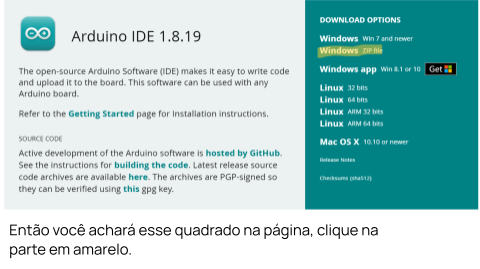 Arduino IDE 1.8.19
The open-source Arduino Software (IDE) makes it easy to write code
and upload it to the board. This software can be used with any
Arduino board.
Refer to the Getting Started page for Installation instructions.
SOURCE CODE
Active development of the Arduino software is hosted by GitHub.
See the instructions for building the code. Latest release source
code archives are available here. The archives are PGP-signed so
they can be verified using this gpg key.
DOWNLOAD OPTIONS
Windows Win 7 and newer
Windows ZIP file
Windows app Win 8.1 or 10 Get
Linux 32 bits
Linux 64 bits
Linux ARM 32 bits
Linux ARM 64 bits
Mac OS X 10.10 or newer
Release Notes
Checksums (sha512)
Então você achará esse quadrado na página, clique na
parte em amarelo.